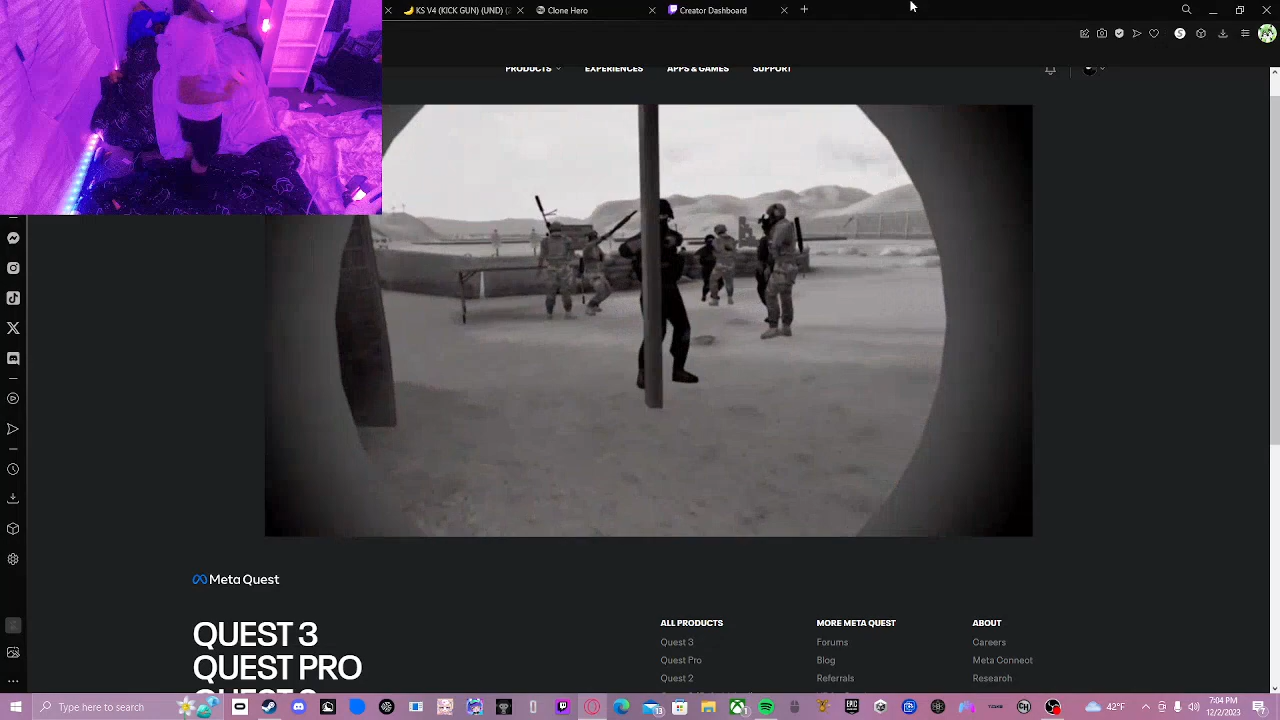 KS V4 (KICK GUN) (UND) (
Clone Hero
Creator Dashboard
PRODUCTS
EXPERIENCES
APPS & GAMES
SUPPORT
Meta Quest
QUEST 3
QUEST PRO
ALL PRODUCTS
Quest 3
Quest Pro
Quest 2
MORE META QUEST
Forums
Blog
Referrals
ABOUT
Careers
Meta Connect
Research
Type here to search
7:04 PM
12/2/2023